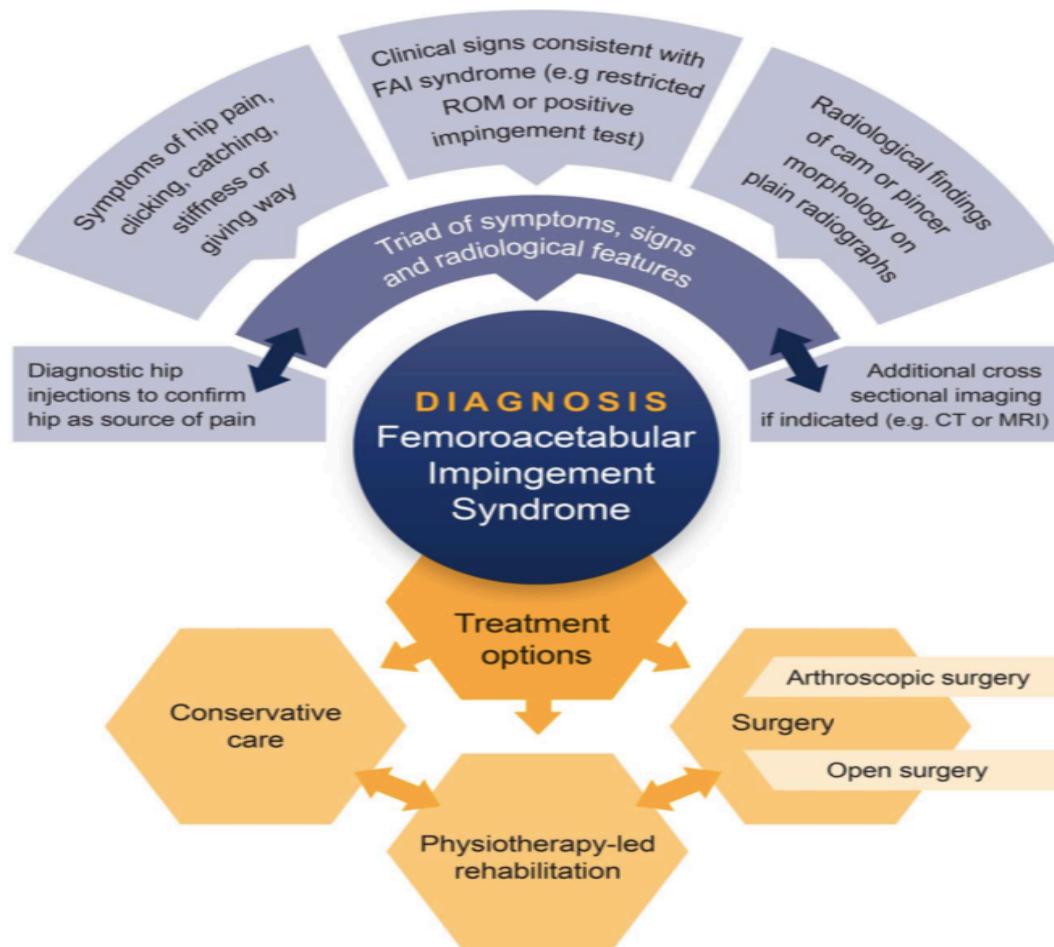 Symptoms of hip pain,
clicking, catching,
stiffness or
giving way
Clinical signs consistent with
FAI syndrome (e.g restricted
ROM or positive
impingement test)
Radiological findings
of cam or pincer
morphology on
plain radiographs
Triad of symptoms, signs
and radiological features
Diagnostic hip
injections to confirm
hip as source of pain
Additional cross
sectional imaging
if indicated (e.g. CT or MRI)
DIAGNOSIS
Femoroacetabular
Impingement
Syndrome
Treatment
options
Conservative
care
Arthroscopic surgery
Surgery
Open surgery
Physiotherapy-led
rehabilitation